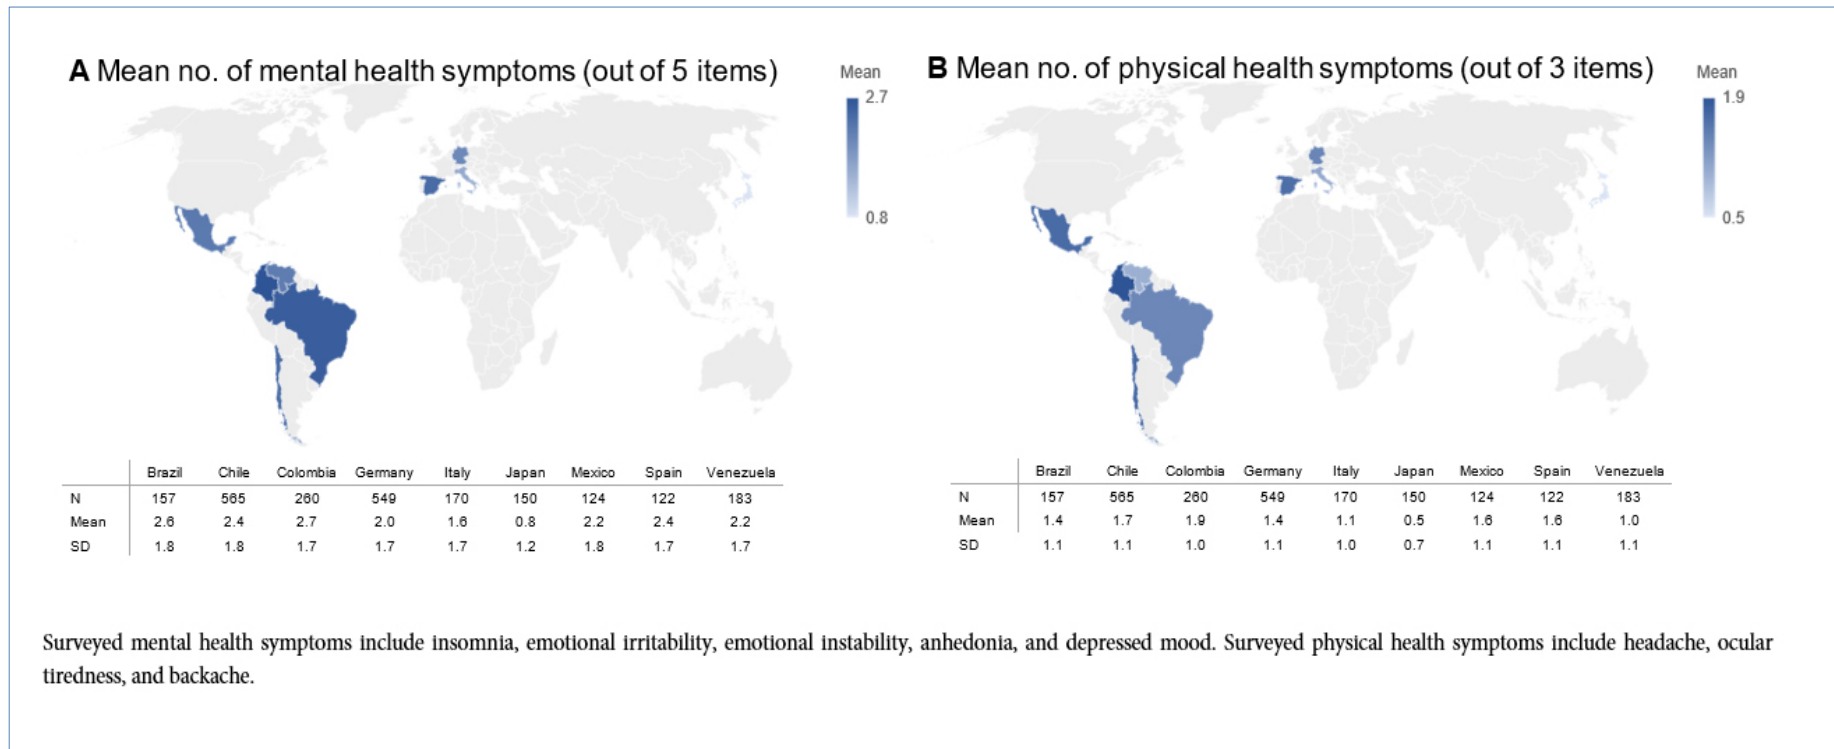 A Mean no. of mental health symptoms (out of 5 items)
Mean
2.7
0.8
Brazil Chile Colombia Germany Italy Japan Mexico Spain Venezuela
N 157 565 260 549 170 150 124 122 183
Mean 2.6 2.4 2.7 2.0 1.6 0.8 2.2 2.4 2.2
SD 1.8 1.8 1.7 1.7 1.7 1.2 1.8 1.7 1.7
B Mean no. of physical health symptoms (out of 3 items)
Mean
1.9
0.5
Brazil Chile Colombia Germany Italy Japan Mexico Spain Venezuela
N 157 565 260 549 170 150 124 122 183
Mean 1.4 1.7 1.9 1.4 1.1 0.5 1.6 1.6 1.0
SD 1.1 1.1 1.0 1.1 1.0 0.7 1.1 1.1 1.1
Surveyed mental health symptoms include insomnia, emotional irritability, emotional instability, anhedonia, and depressed mood. Surveyed physical health symptoms include headache, ocular
tiredness, and backache.